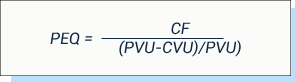 PEQ = CF
(PVU-CVU)/PVU)